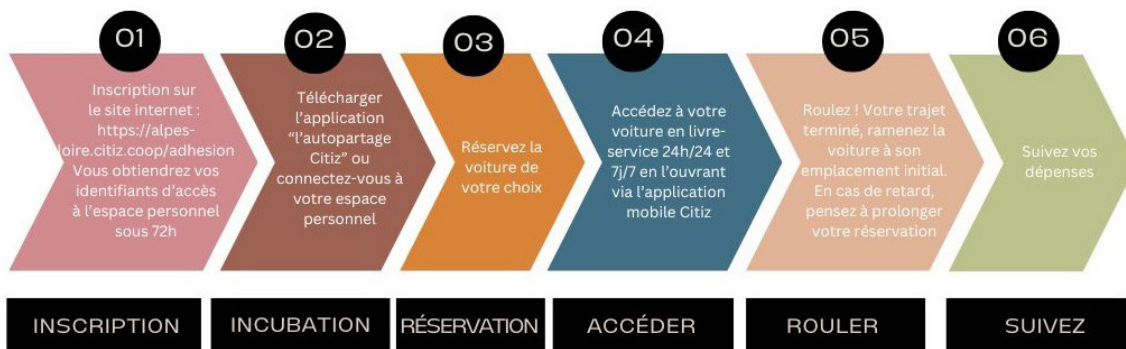 01
Inscription sur
le site internet :
https://alpes-
loire.citiz.coop/adhesion
Vous obtiendrez vos
identifiants d'accès
à l'espace personnel
sous 72h
INSCRIPTION
02
Télécharger
l'application
“l'autopartage
Citiz” ou
connectez-vous à
votre espace
personnel
INCUBATION
03
Réservez la
voiture de
votre choix
RÉSERVATION
04
Accédez à votre
voiture en livre-
service 24h/24 et
7j/7 en l'ouvrant
via l'application
mobile Citiz
ACCÉDER
05
Roulez ! Votre trajet
terminé, ramenez la
voiture à son
emplacement initial.
En cas de retard,
pensez à prolonger
votre réservation
ROULER
06
Suivez vos
dépenses
SUIVEZ